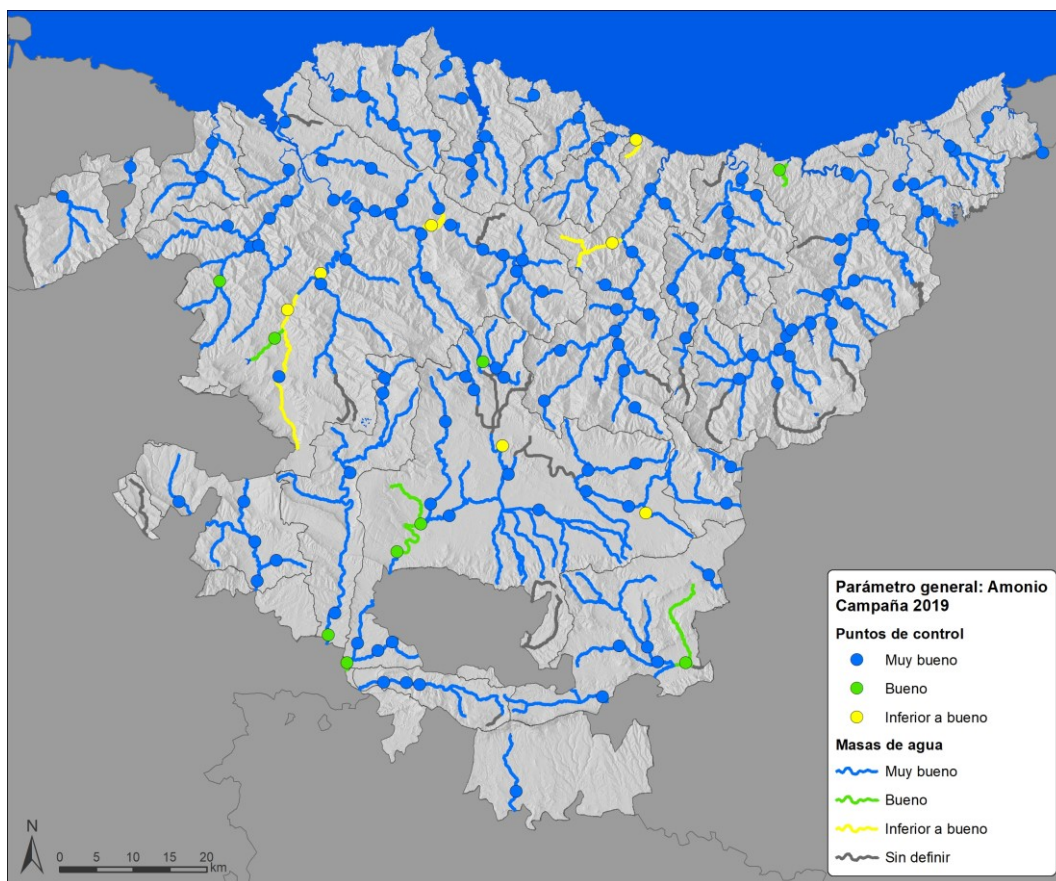 Parámetro general: Amonio
Campaña 2019
Puntos de control
Muy bueno
Bueno
Inferior a bueno
Masas de agua
Muy bueno
Bueno
Inferior a bueno
Sin definir
N
0 5 10 15 20
km